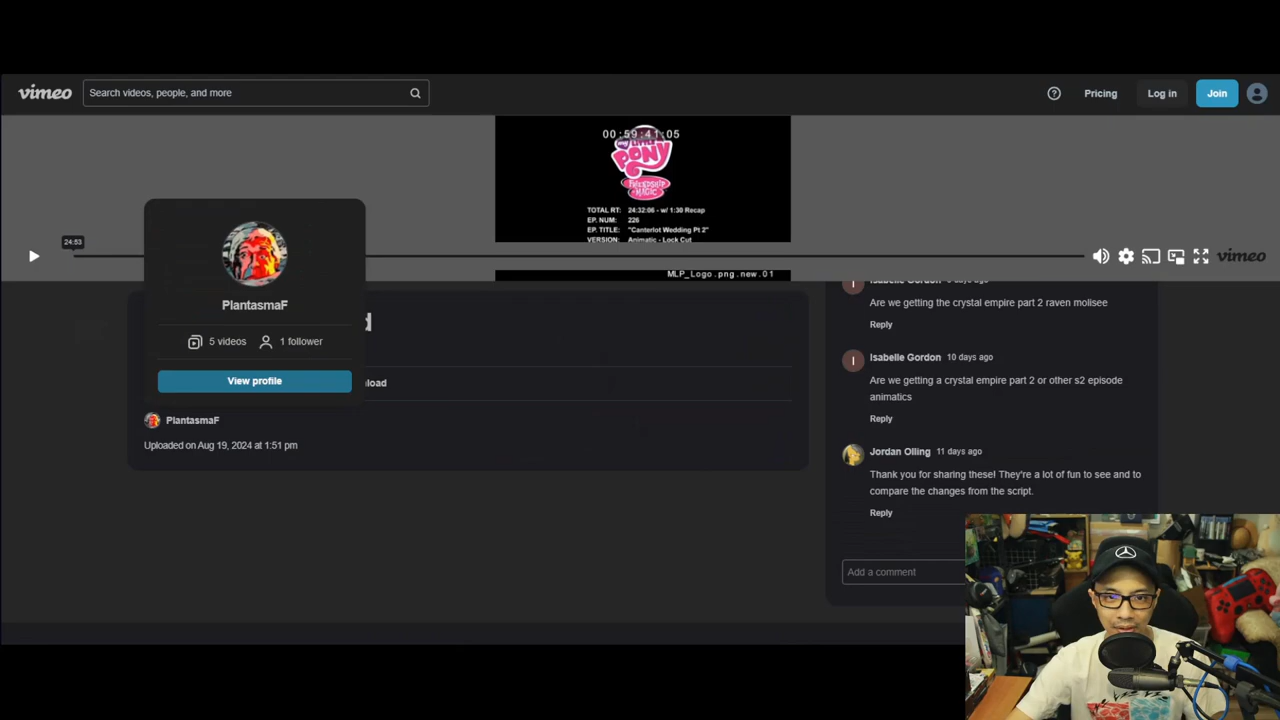 vimeo
Search videos, people, and more
Pricing
Log in
Join
00:59:41:05
my LITTLE
PONY
FRIENDSHIP
MAGIC
TOTAL RT: 24:32:06 - w/ 1:30 Recap
EP. NUM: 226
EP. TITLE: "Canterlot Wedding Pt 2"
VERSION: Animatic - Lock Cut
24:53
vimeo
MLP_Logo.png.new.01
PlantasmaF
5 videos
1 follower
View profile
d
load
PlantasmaF
Uploaded on Aug 19, 2024 at 1:51 pm
I
Are we getting the crystal empire part 2 raven molisee
Reply
I
Isabelle Gordon 10 days ago
Are we getting a crystal empire part 2 or other s2 episode
animatics
Reply
Jordan Olling 11 days ago
Thank you for sharing these! They're a lot of fun to see and to
compare the changes from the script.
Reply
Add a comment